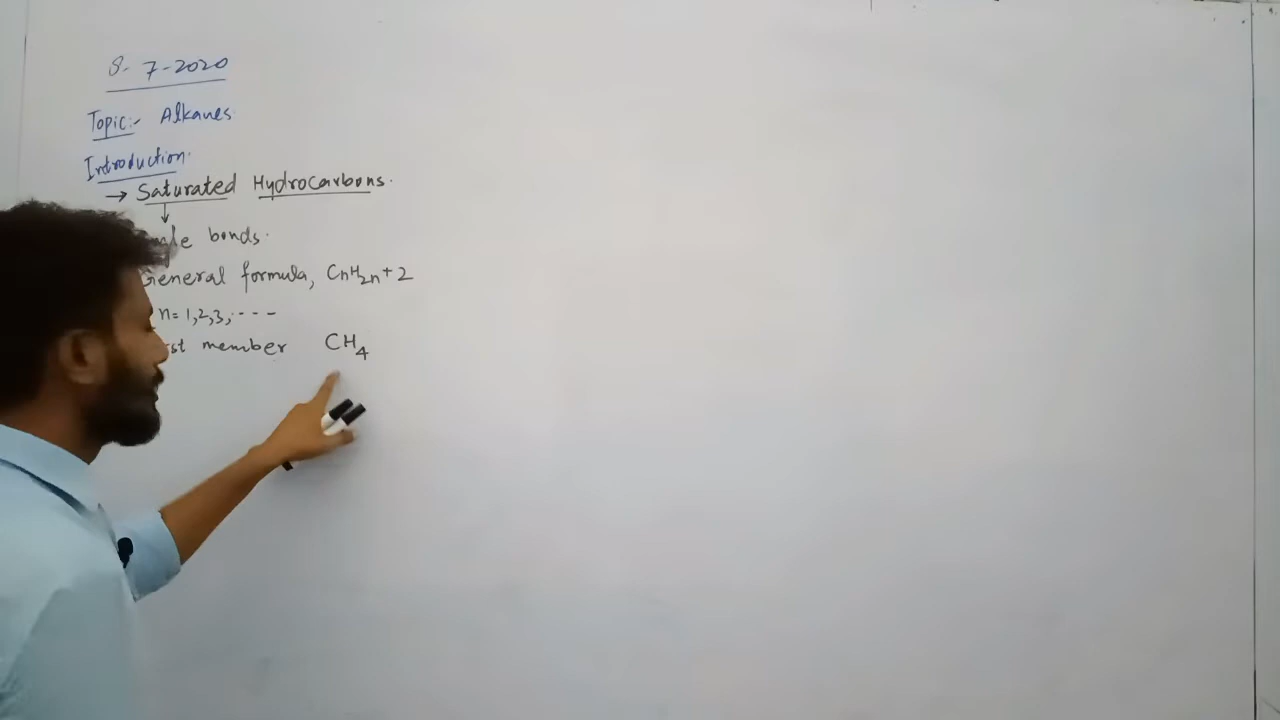 8-7-2020
Topic:- Alkanes.
Introduction.
→ Saturated Hydrocarbons.
↓
bonds.
General formula, CnH2n+2
n=1,2,3,---
member CH4